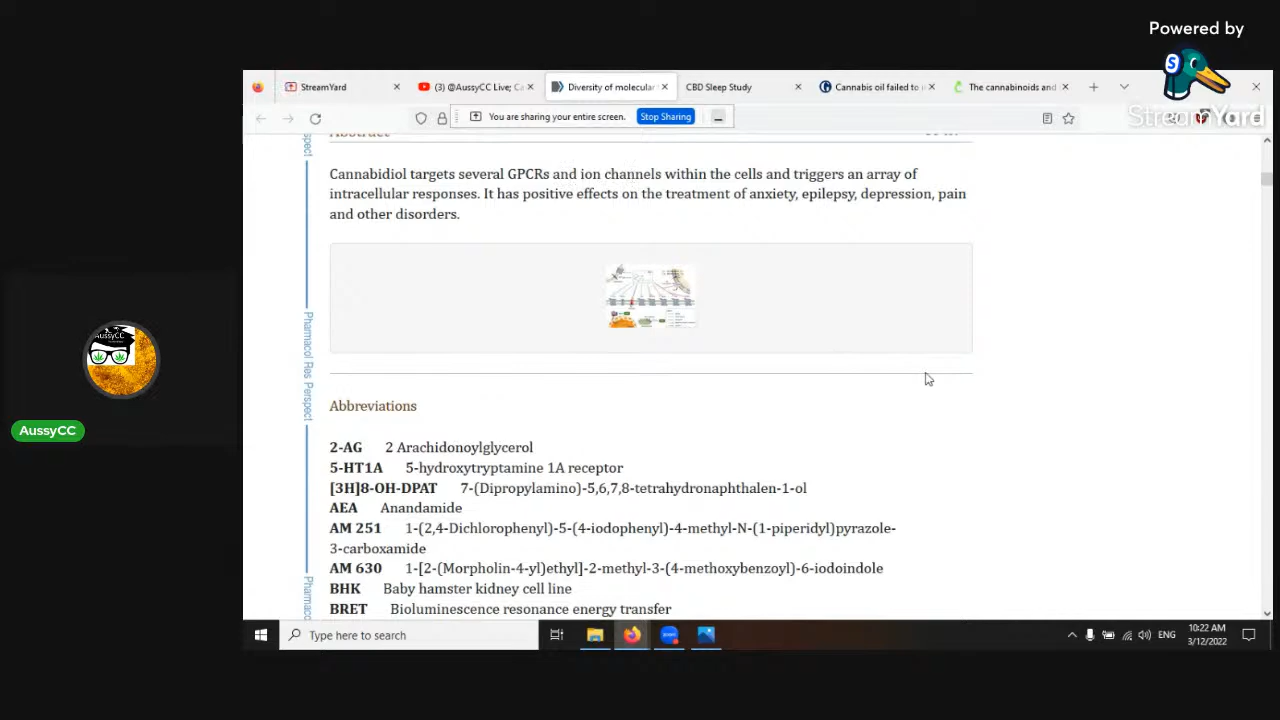 Powered by
StreamYard
StreamYard
(3) @AussyCC Live; Ca
Diversity of molecular
CBD Sleep Study
Cannabis oil failed to i
The cannabinoids and
You are sharing your entire screen.
Stop Sharing
Abstract
Cannabidiol targets several GPCRs and ion channels within the cells and triggers an array of
intracellular responses. It has positive effects on the treatment of anxiety, epilepsy, depression, pain
and other disorders.
Pharmacol Res Perspect
Abbreviations
2-AG 2 Arachidonoylglycerol
5-HT1A 5-hydroxytryptamine 1A receptor
[3H]8-OH-DPAT 7-(Dipropylamino)-5,6,7,8-tetrahydronaphthalen-1-ol
AEA Anandamide
AM 251 1-(2,4-Dichlorophenyl)-5-(4-iodophenyl)-4-methyl-N-(1-piperidyl)pyrazole-
3-carboxamide
AM 630 1-[2-(Morpholin-4-yl)ethyl]-2-methyl-3-(4-methoxybenzoyl)-6-iodoindole
BHK Baby hamster kidney cell line
BRET Bioluminescence resonance energy transfer
AussyCC
AussyCC
Type here to search
ENG
10:22 AM
3/12/2022